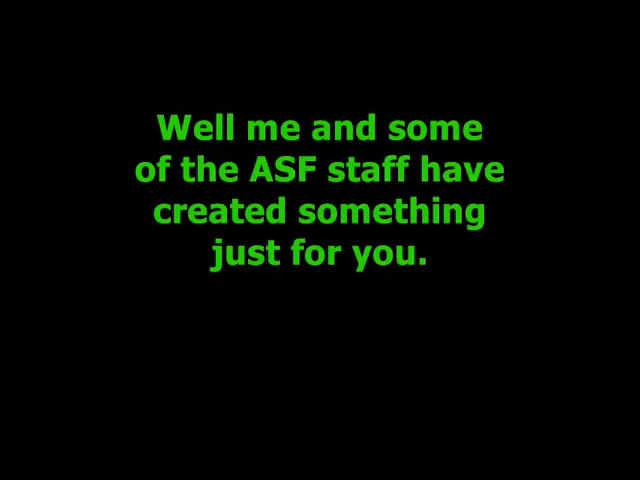 Well me and some
of the ASF staff have
created something
just for you.